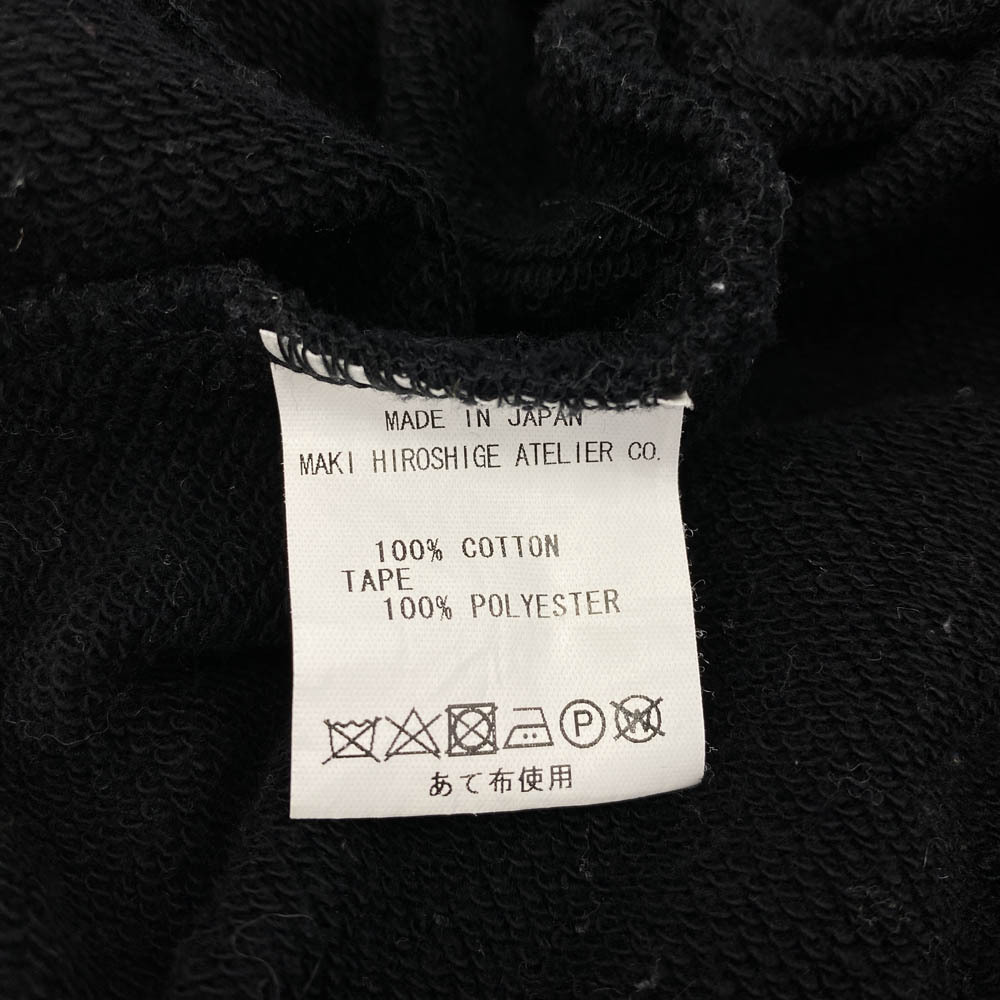 MADE IN JAPAN
MAKI HIROSHIGE ATELIER CO.
100% COTTON
TAPE
100% POLYESTER
P W
あて布使用